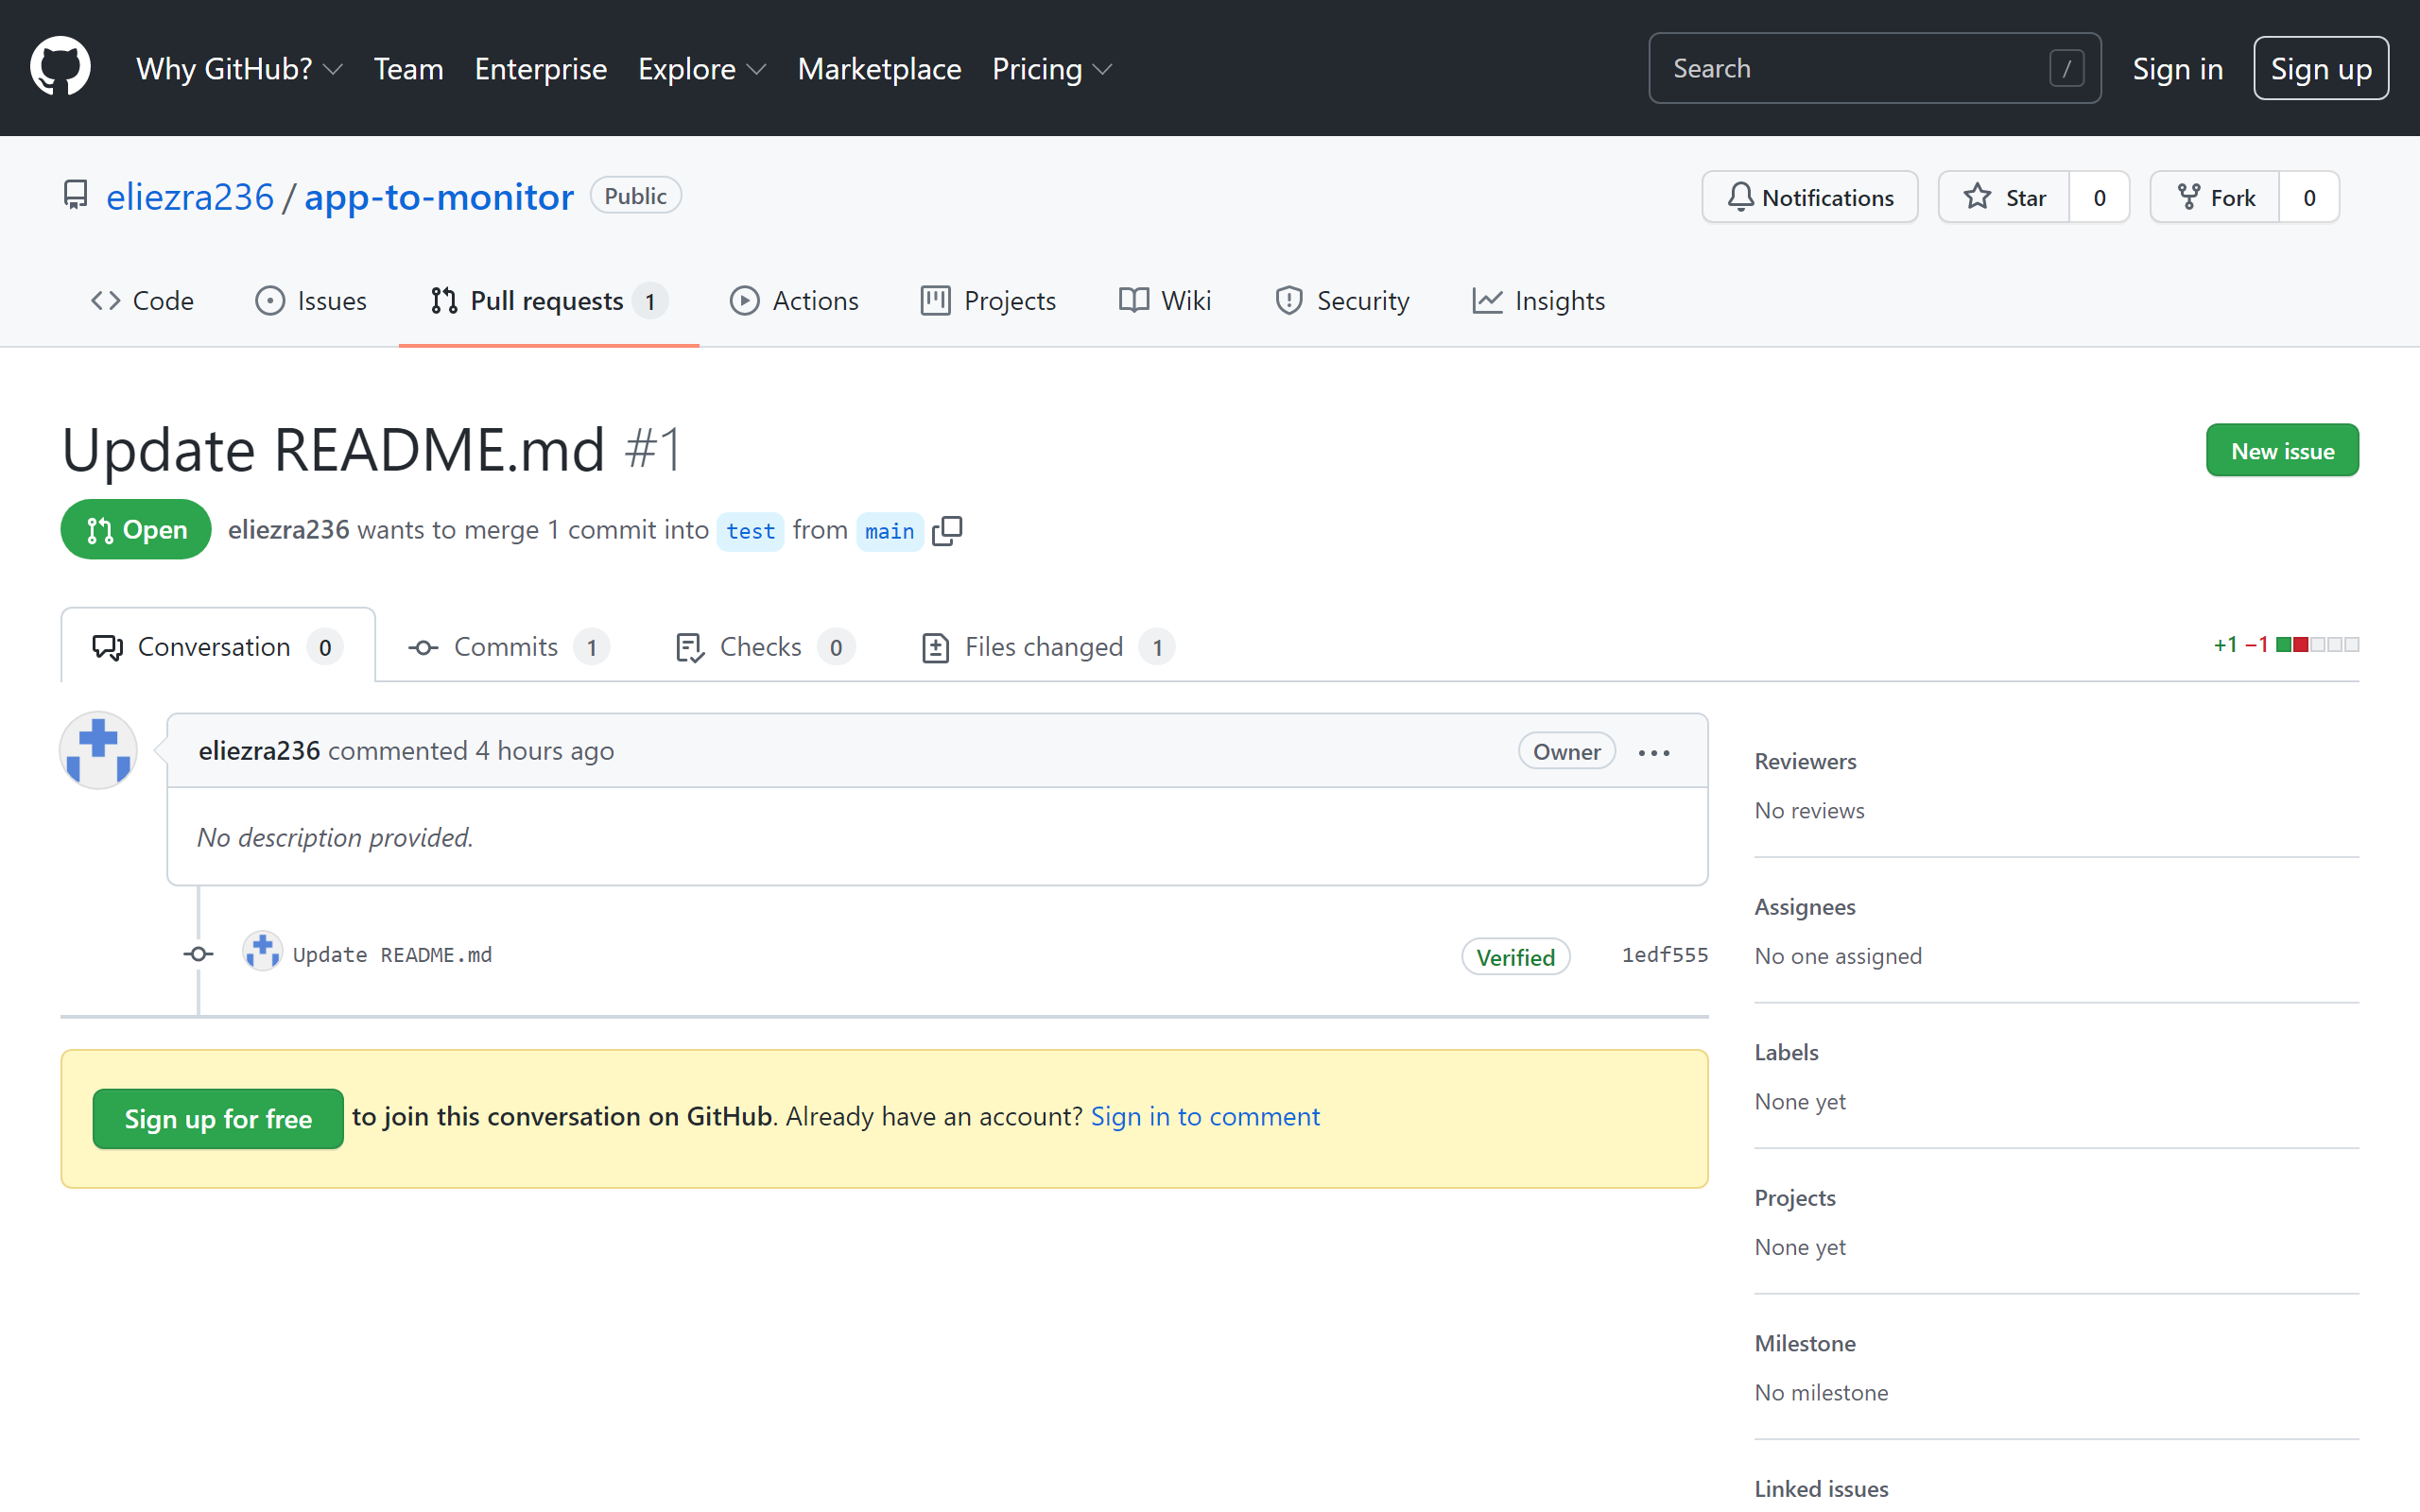 Why GitHub? Team Enterprise Explore Marketplace Pricing Search / Sign in Sign up
eliezra236 / app-to-monitor Public Notifications Star 0 Fork 0
Code Issues Pull requests 1 Actions Projects Wiki Security Insights
Update README.md #1 New issue
Open eliezra236 wants to merge 1 commit into test from main
Conversation 0 Commits 1 Checks 0 Files changed 1 +1 −1
eliezra236 commented 4 hours ago Owner
No description provided.
Update README.md Verified 1edf555
Sign up for free to join this conversation on GitHub. Already have an account? Sign in to comment
Reviewers
No reviews
Assignees
No one assigned
Labels
None yet
Projects
None yet
Milestone
No milestone
Linked issues